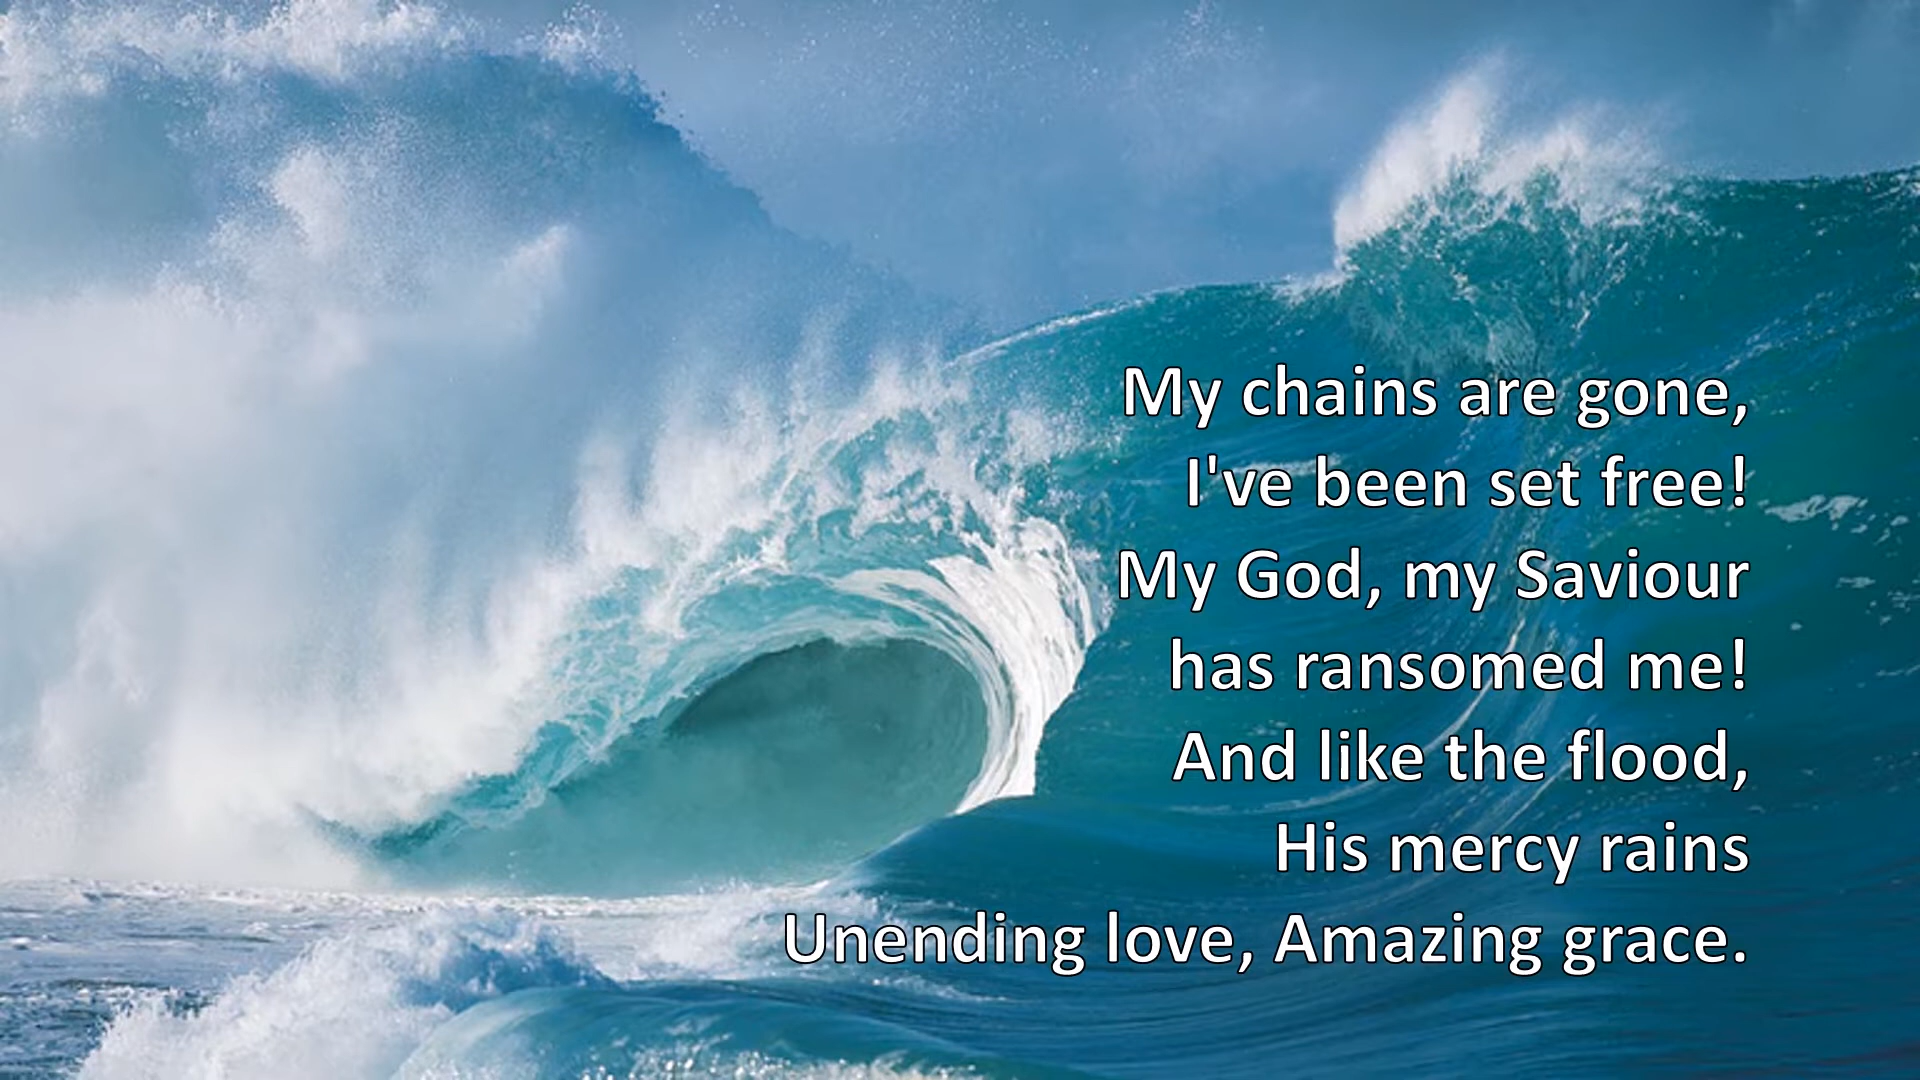 My chains are gone,
I've been set free!
My God, my Saviour
has ransomed me!
And like the flood,
His mercy rains
Unending love, Amazing grace.